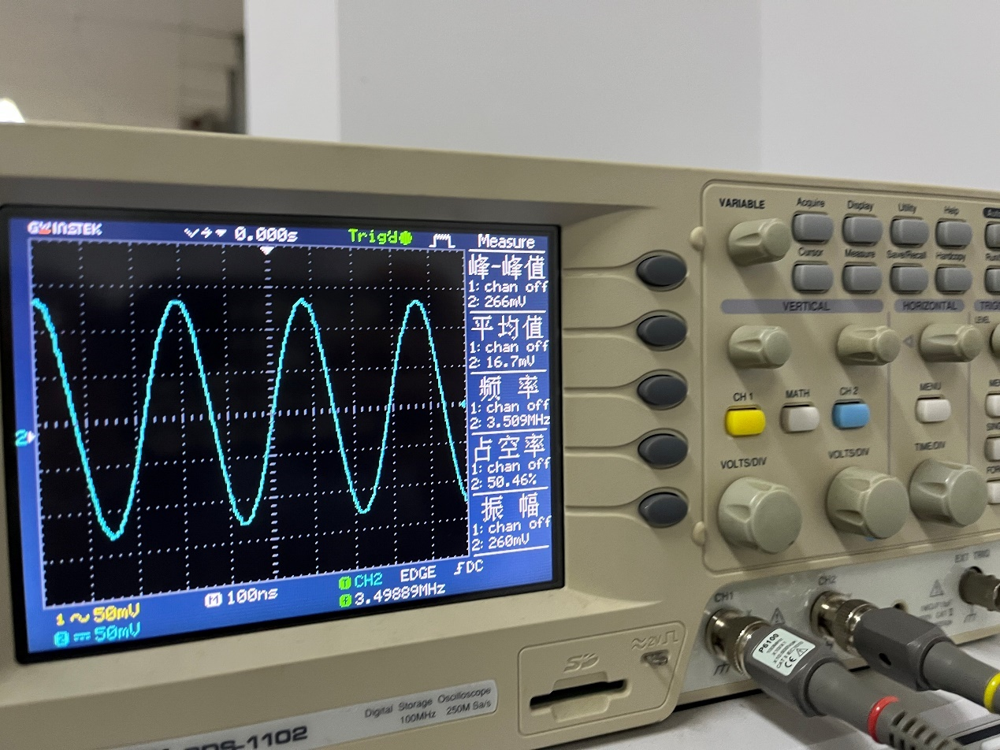 GWINSTEK
0.000s
Trig'd
Measure
峰-峰值
1: chan off
2: 266mV
平均值
1: chan off
2: 16.7mV
频 率
1: chan off
2: 3.509MHz
占空率
1: chan off
2: 50.46%
振 幅
1: chan off
2: 260mV
2
1 50mV
2 50mV
M 100ns
T CH2 EDGE DC
3.49889MHz
VARIABLE
Acquire Display Utility Help
Cursor Measure Save/Recall Hardcopy
VERTICAL
HORIZONTAL
LEVEL
CH 1 MATH CH 2 MENU
VOLTS/DIV VOLTS/DIV TIME/DIV
CH1 CH2 EXT TRIG
P6100
SD
2V
Digital Storage Oscilloscope
100MHz 250M Sa/s
-1102